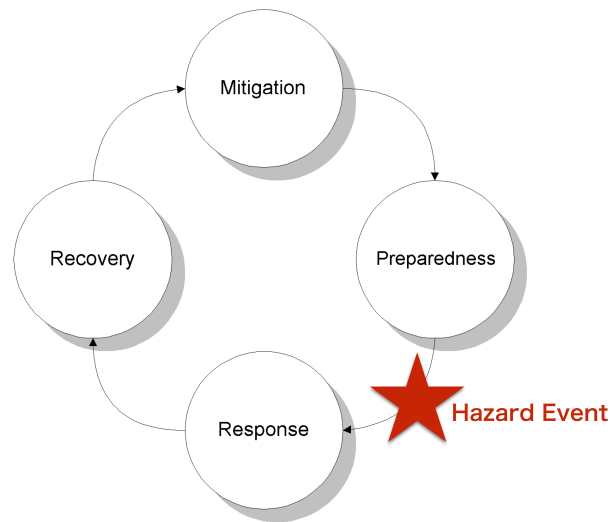 Mitigation
Recovery
Preparedness
Hazard Event
Response